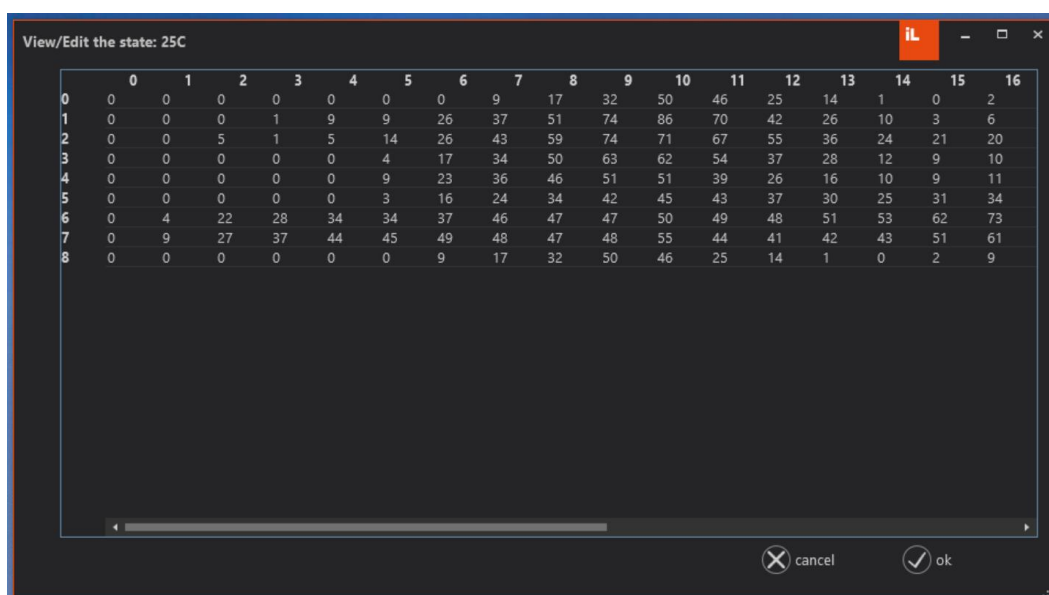 View/Edit the state: 25C iL
0 1 2 3 4 5 6 7 8 9 10 11 12 13 14 15 16
0 0 0 0 0 0 0 0 9 17 32 50 46 25 14 1 0 2
1 0 0 0 1 9 9 26 37 51 74 86 70 42 26 10 3 6
2 0 0 5 1 5 14 26 43 59 74 71 67 55 36 24 21 20
3 0 0 0 0 0 4 17 34 50 63 62 54 37 28 12 9 10
4 0 0 0 0 0 9 23 36 46 51 51 39 26 16 10 9 11
5 0 0 0 0 0 3 16 24 34 42 45 43 37 30 25 31 34
6 0 4 22 28 34 34 37 46 47 47 50 49 48 51 53 62 73
7 0 9 27 37 44 45 49 48 47 48 55 44 41 42 43 51 61
8 0 0 0 0 0 0 9 17 32 50 46 25 14 1 0 2 9
cancel ok